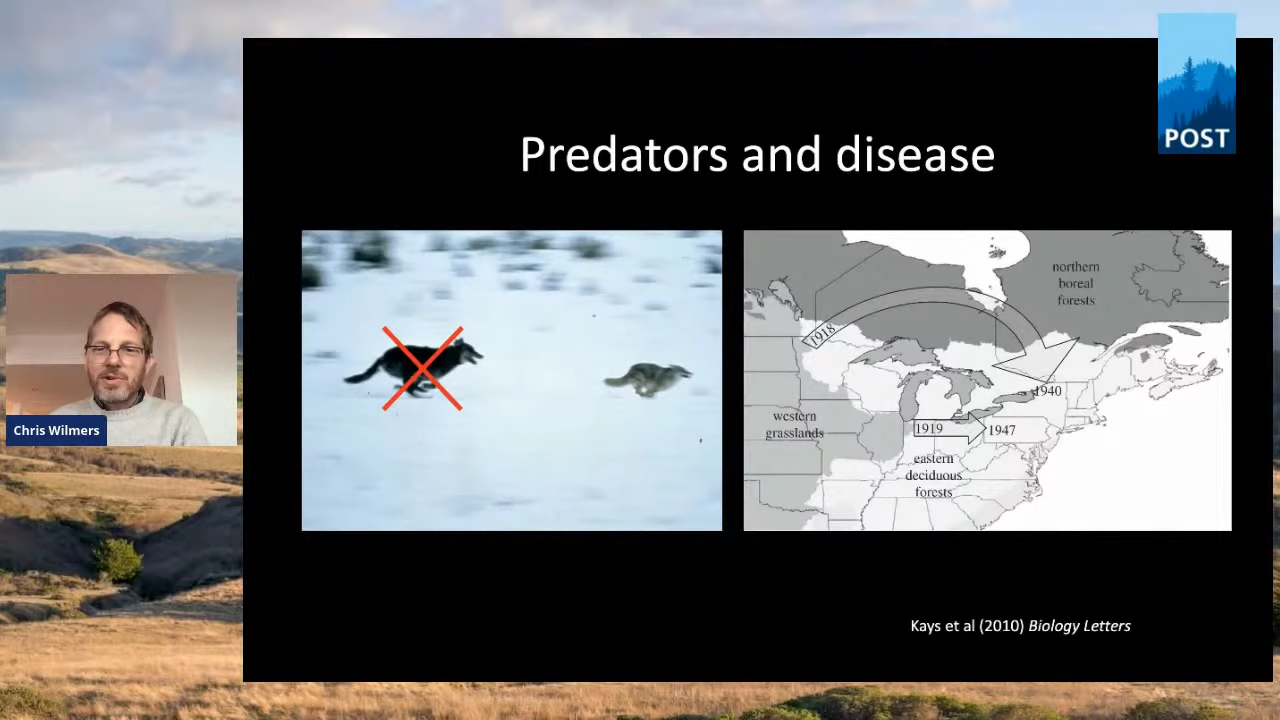 POST
Predators and disease
northern
boreal
forests
1918
1940
western
grasslands
1919
1947
eastern
deciduous
forests
Chris Wilmers
Kays et al (2010) Biology Letters